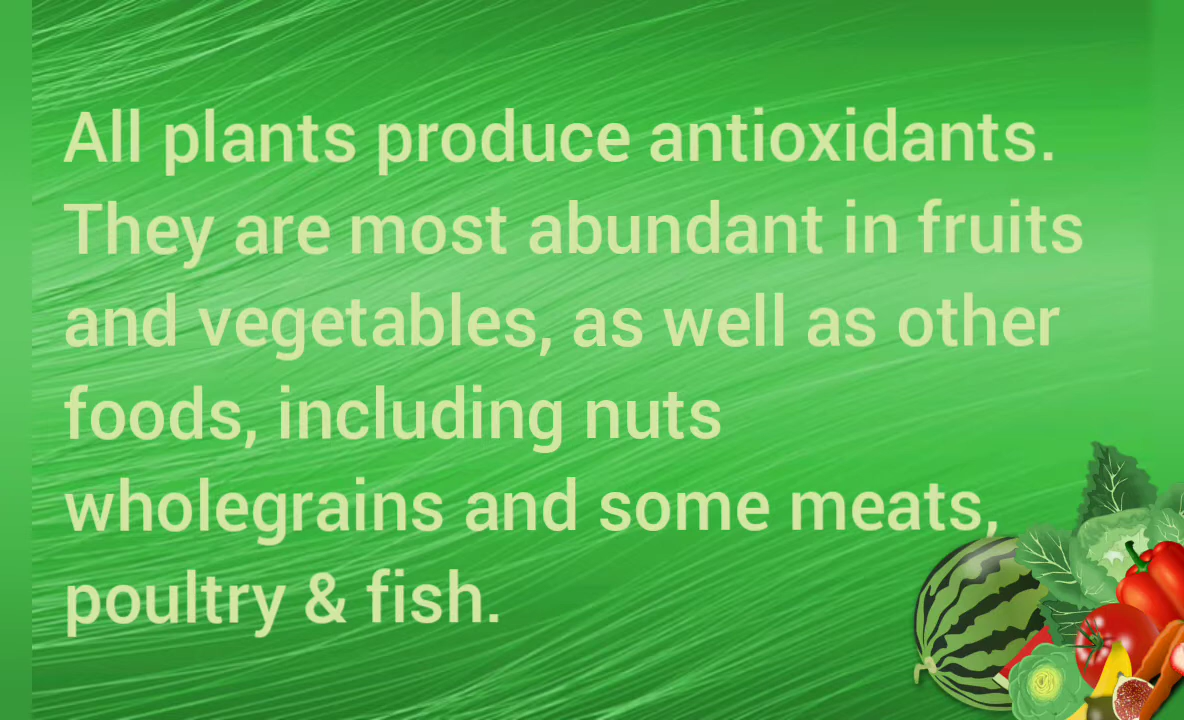 All plants produce antioxidants.
They are most abundant in fruits
and vegetables, as well as other
foods, including nuts
wholegrains and some meats,
poultry & fish.